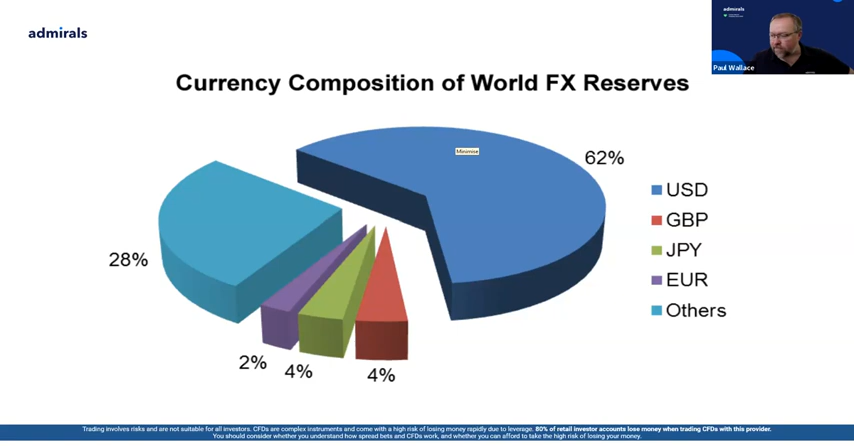 admirals
admirals
Paul Wallace
Currency Composition of World FX Reserves
Minimise
62%
28%
2%
4%
4%
USD
GBP
JPY
EUR
Others
Trading involves risks and are not suitable for all investors. CFDs are complex instruments and come with a high risk of losing money rapidly due to leverage. 80% of retail investor accounts lose money when trading CFDs with this provider.
You should consider whether you understand how spread bets and CFDs work, and whether you can afford to take the high risk of losing your money.